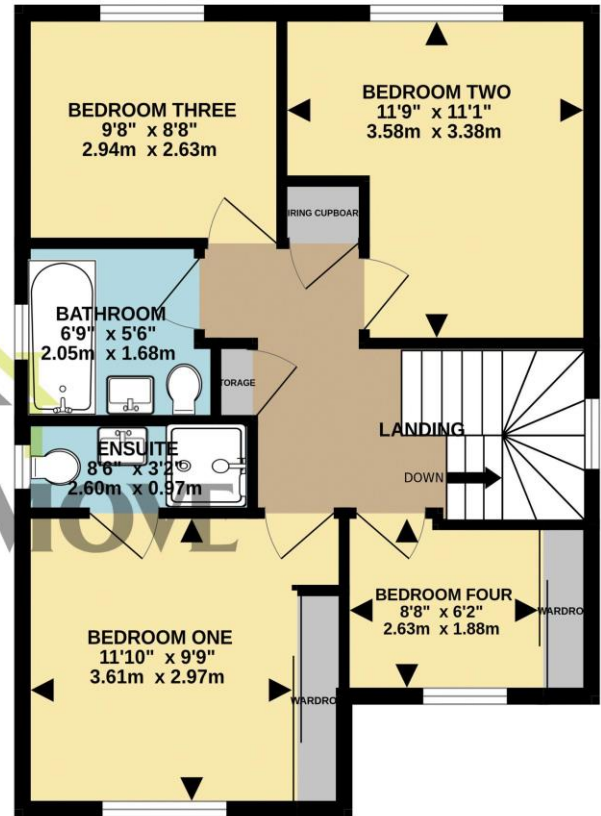 BEDROOM THREE
9'8" x 8'8"
2.94m x 2.63m
BEDROOM TWO
11'9" x 11'1"
3.58m x 3.38m
IRING CUPBOAR
BATHROOM
6'9" x 5'6"
2.05m x 1.68m
TORAGE
LANDING
DOWN
ENSUITE
8'6" x 3'2"
2.60m x 0.97m
MOVE
BEDROOM ONE
11'10" x 9'9"
3.61m x 2.97m
WARDRO
BEDROOM FOUR
8'8" x 6'2"
2.63m x 1.88m
WARDRO